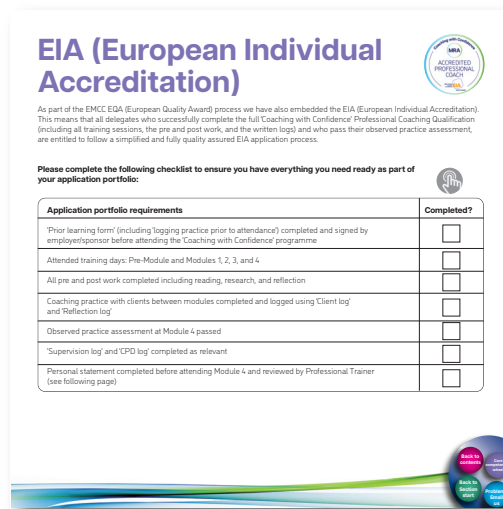 EIA (European Individual
Accreditation)
Coaching with Confidence
MRA
ACCREDITED
PROFESSIONAL
COACH
As part of the EMCC EQA (European Quality Award) process we have also embedded the EIA (European Individual Accreditation).
This means that all delegates who successfully complete the full 'Coaching with Confidence' Professional Coaching Qualification
(including all training sessions, the pre and post work, and the written logs) and who pass their observed practice assessment,
are entitled to follow a simplified and fully quality assured EIA application process.
Please complete the following checklist to ensure you have everything you need ready as part of
your application portfolio:
Application portfolio requirements
Completed?
'Prior learning form' (including 'logging practice prior to attendance') completed and signed by
employer/sponsor before attending the 'Coaching with Confidence' programme
Attended training days: Pre-Module and Modules 1, 2, 3, and 4
All pre and post work completed including reading, research, and reflection
Coaching practice with clients between modules completed and logged using 'Client log'
and 'Reflection log'
Observed practice assessment at Module 4 passed
'Supervision log' and 'CPD log' completed as relevant
Personal statement completed before attending Module 4 and reviewed by Professional Trainer
(see following page)
Back to
contents
Back to
Section
start
Email
us